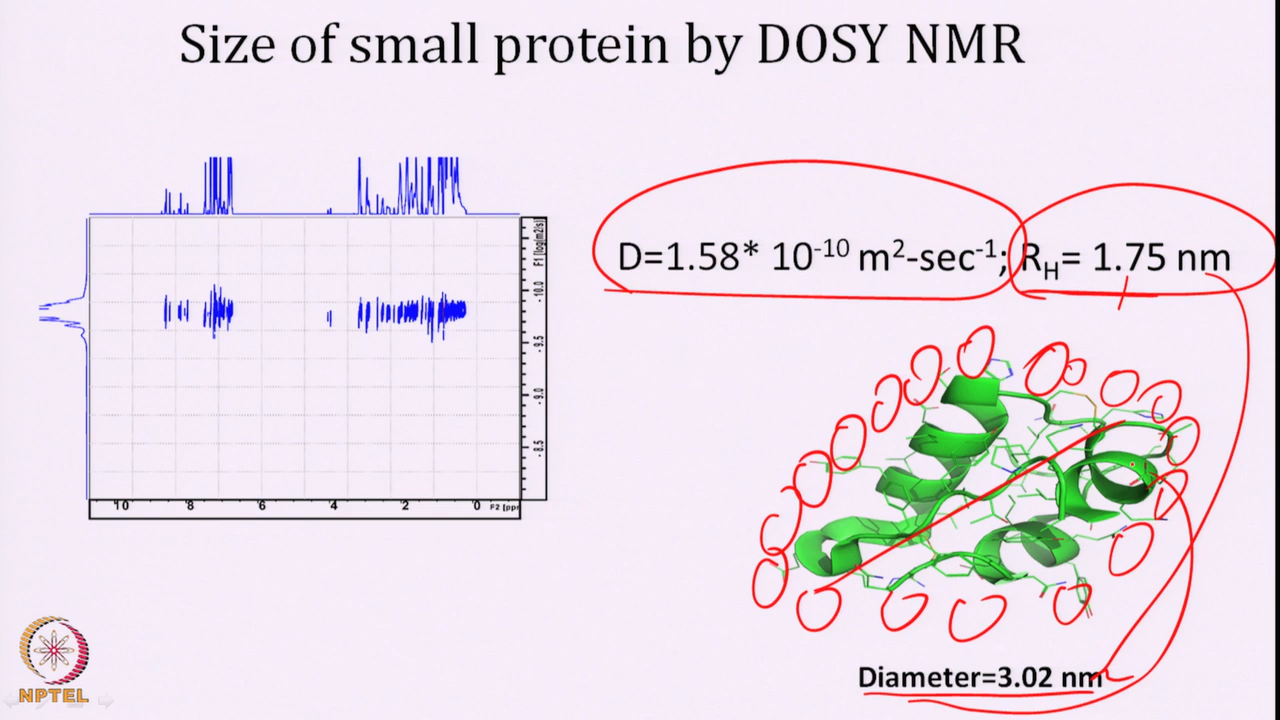 Size of small protein by DOSY NMR
D=1.58* 10-10 m2-sec-1; RH= 1.75 nm
F1 [log(m2/s)]
- 10.0
- 9.5
- 9.0
- 8.5
10 8 6 4 2 0 F2 [ppm
Diameter=3.02 nm
NPTEL